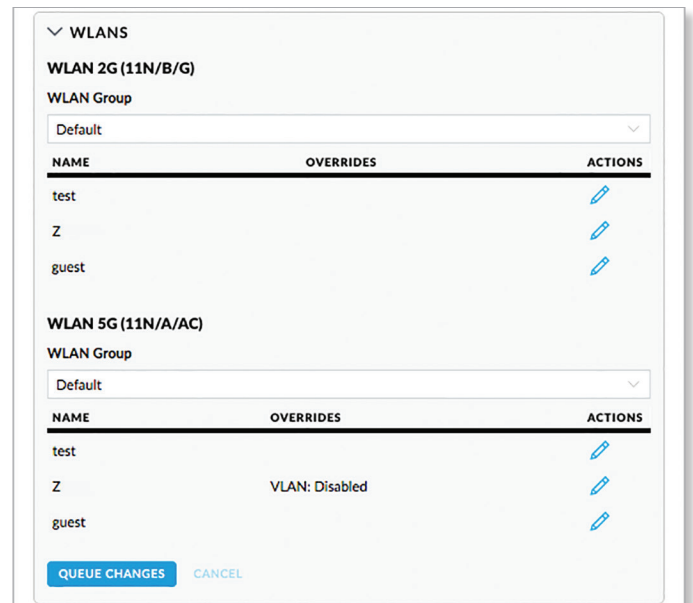 WLANS
WLAN 2G (11N/B/G)
WLAN Group
Default
NAME OVERRIDES ACTIONS
test
Z
guest
WLAN 5G (11N/A/AC)
WLAN Group
Default
NAME OVERRIDES ACTIONS
test
Z VLAN: Disabled
guest
QUEUE CHANGES CANCEL